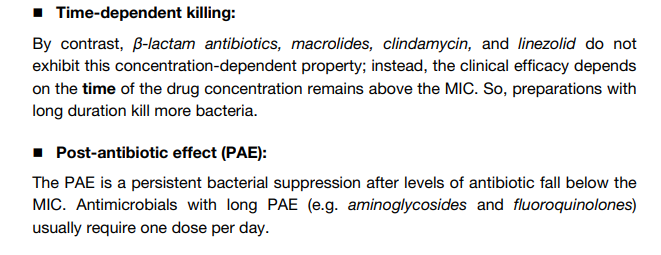 ■ Time-dependent killing:
By contrast, β-lactam antibiotics, macrolides, clindamycin, and linezolid do not
exhibit this concentration-dependent property; instead, the clinical efficacy depends
on the time of the drug concentration remains above the MIC. So, preparations with
long duration kill more bacteria.
■ Post-antibiotic effect (PAE):
The PAE is a persistent bacterial suppression after levels of antibiotic fall below the
MIC. Antimicrobials with long PAE (e.g. aminoglycosides and fluoroquinolones)
usually require one dose per day.